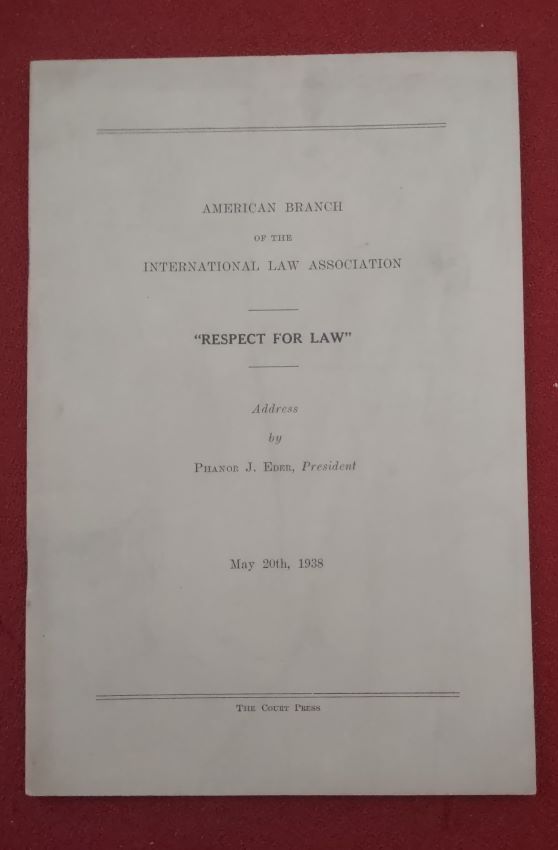 AMERICAN BRANCH
OF THE
INTERNATIONAL LAW ASSOCIATION
“RESPECT FOR LAW”
Address
by
PHANOR J. EDER, President
May 20th, 1938
THE COURT PRESS